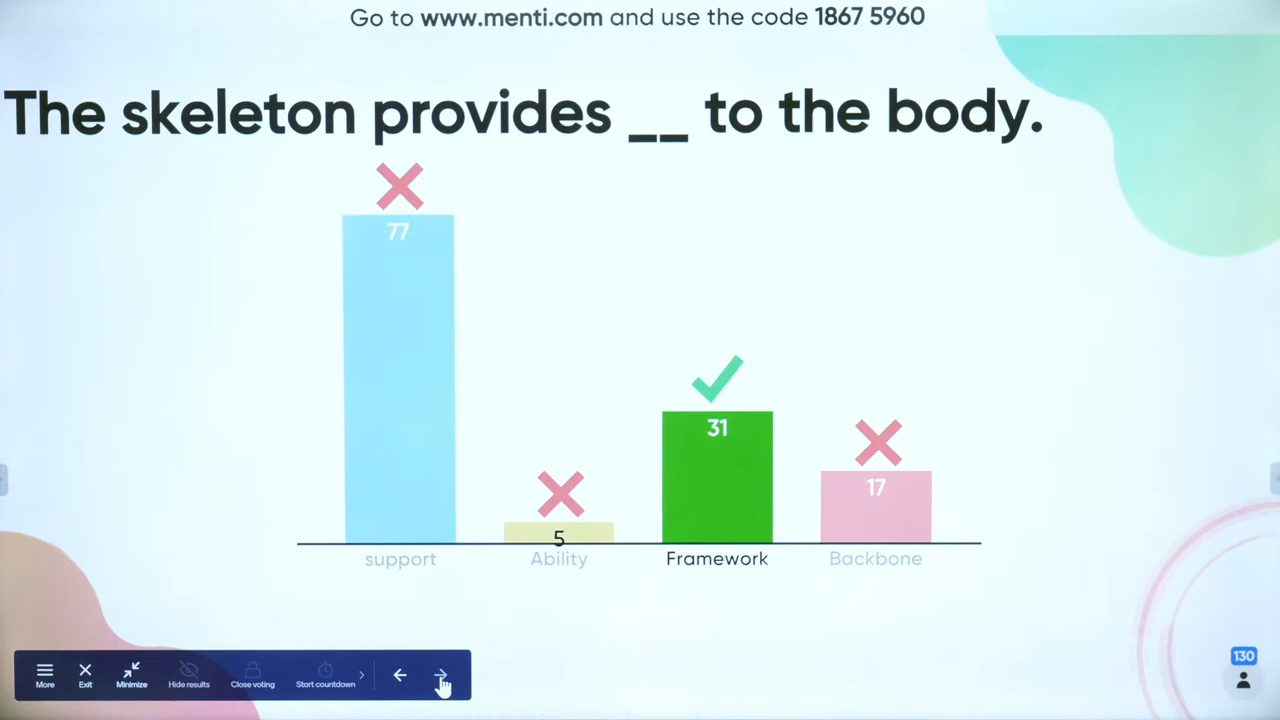 Go to www.menti.com and use the code 1867 5960
The skeleton provides __ to the body.
77
5
31
17
support
Ability
Framework
Backbone
More
Exit
Minimize
Hide results
Close voting
Start countdown
130